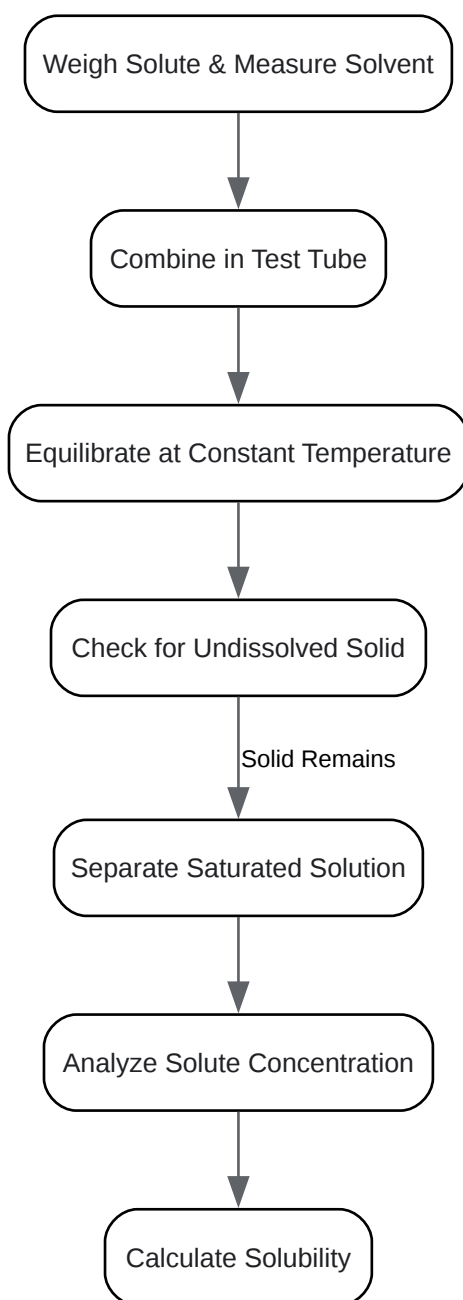 Weigh Solute & Measure Solvent
Combine in Test Tube
Equilibrate at Constant Temperature
Check for Undissolved Solid
Solid Remains
Separate Saturated Solution
Analyze Solute Concentration
Calculate Solubility